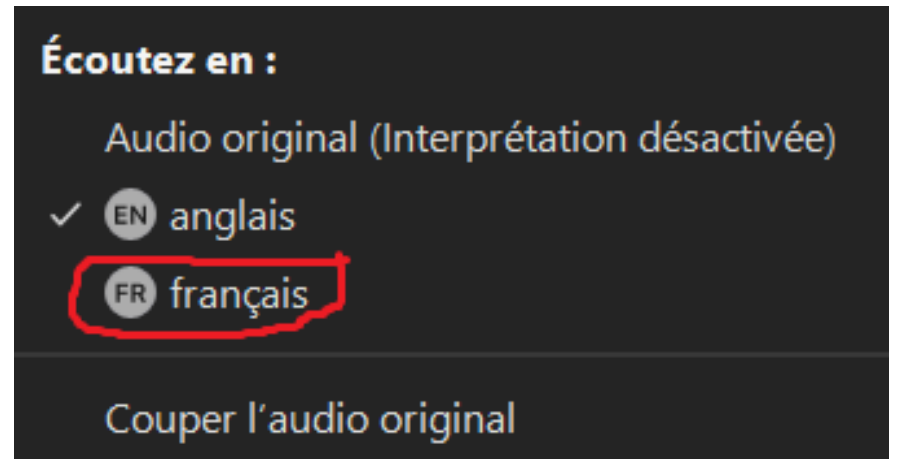 Écoutez en :
Audio original (Interprétation désactivée)
EN anglais
FR français
Couper l'audio original